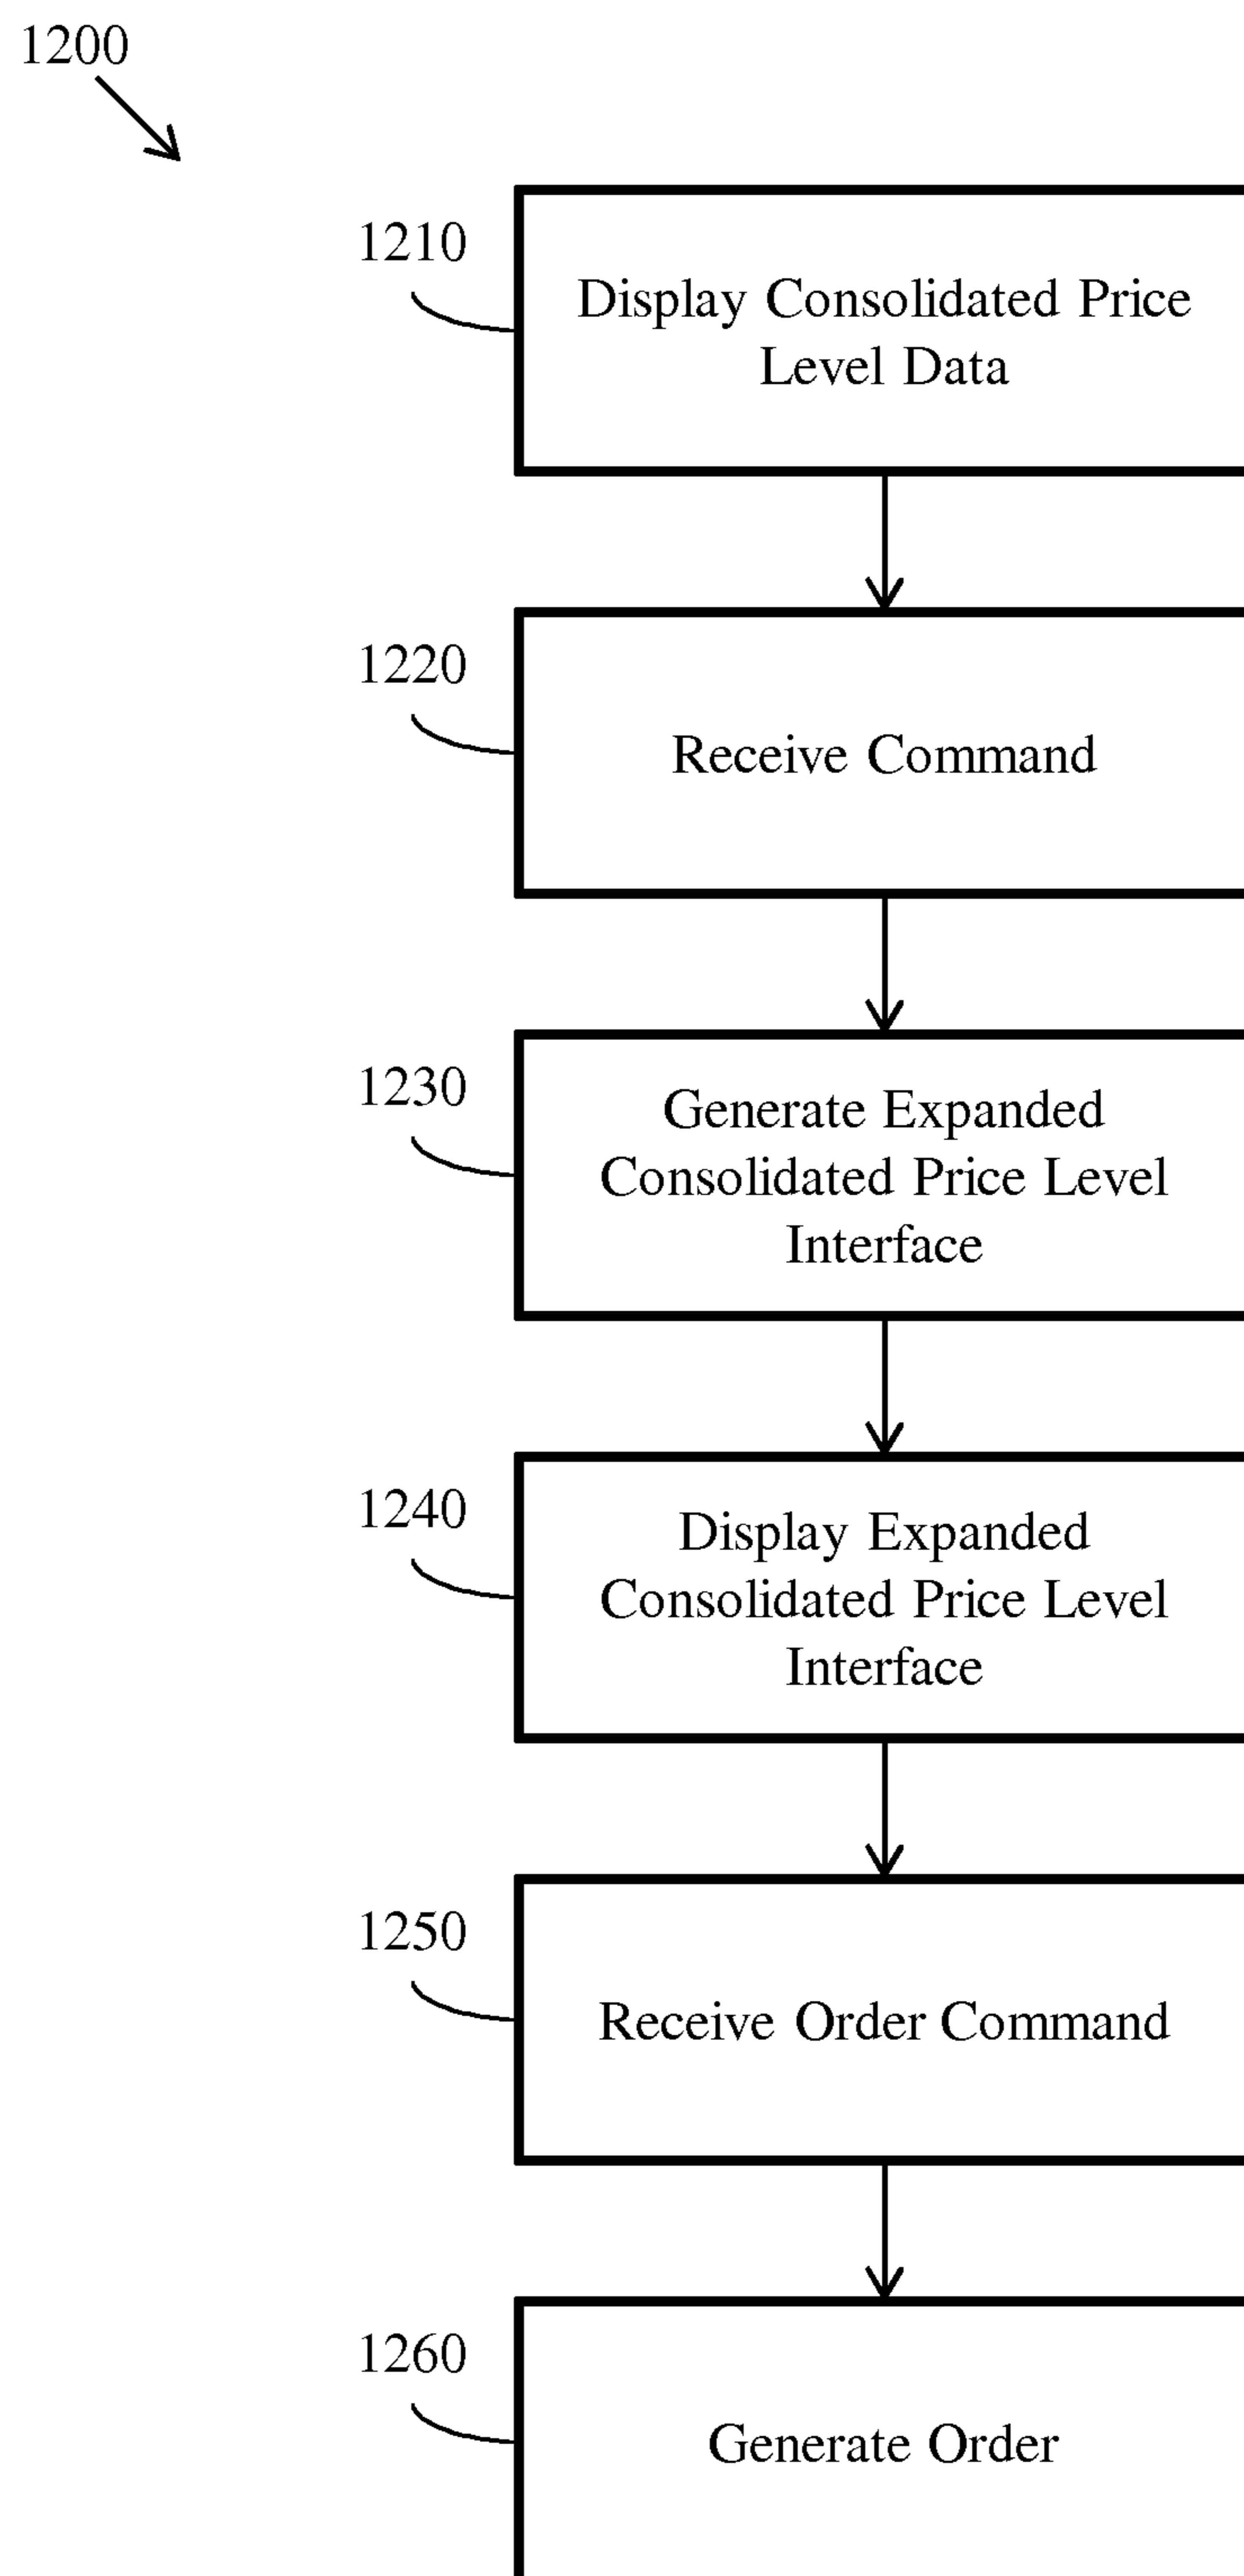 1200
1210
Display Consolidated Price
Level Data
1220
Receive Command
1230
Generate Expanded
Consolidated Price Level
Interface
1240
Display Expanded
Consolidated Price Level
Interface
1250
Receive Order Command
1260
Generate Order